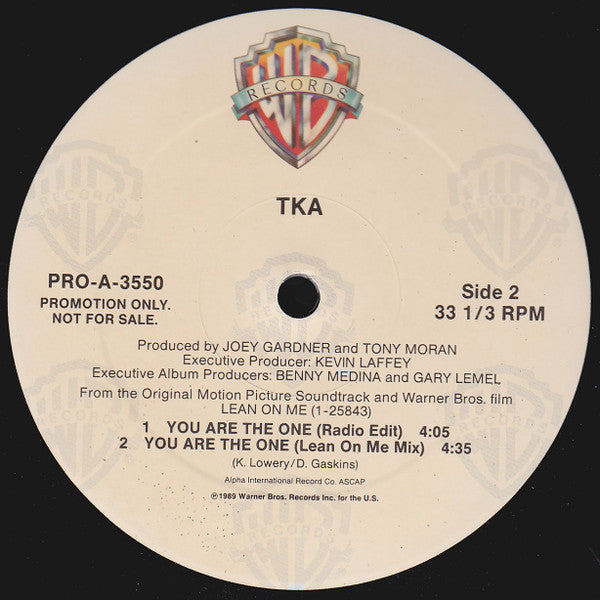 WB
RECORDS
TKA
PRO-A-3550
PROMOTION ONLY.
NOT FOR SALE.
Side 2
33 1/3 RPM
Produced by JOEY GARDNER and TONY MORAN
Executive Producer: KEVIN LAFFEY
Executive Album Producers: BENNY MEDINA and GARY LEMEL
From the Original Motion Picture Soundtrack and Warner Bros. film
LEAN ON ME (1-25843)
1 YOU ARE THE ONE (Radio Edit) 4:05
2 YOU ARE THE ONE (Lean On Me Mix) 4:35
(K. Lowery/D. Gaskins)
Alpha International Record Co. ASCAP
℗1989 Warner Bros. Records Inc. for the U.S.